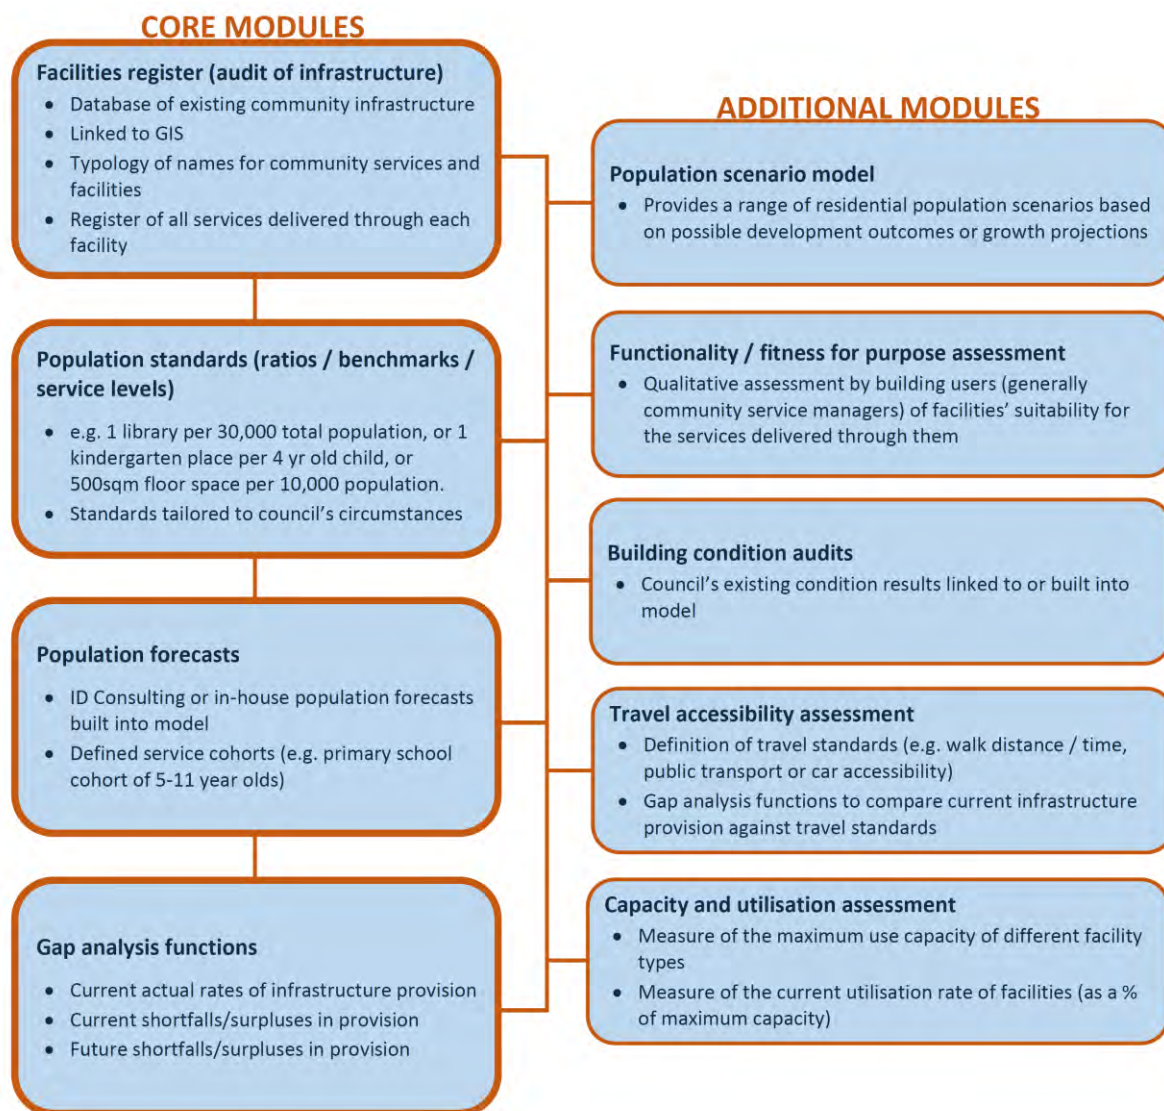 CORE MODULES
Facilities register (audit of infrastructure)
• Database of existing community infrastructure
• Linked to GIS
• Typology of names for community services and
facilities
• Register of all services delivered through each
facility
Population standards (ratios / benchmarks /
service levels)
• e.g. 1 library per 30,000 total population, or 1
kindergarten place per 4 yr old child, or
500sqm floor space per 10,000 population.
• Standards tailored to council’s circumstances
Population forecasts
• ID Consulting or in-house population forecasts
built into model
• Defined service cohorts (e.g. primary school
cohort of 5-11 year olds)
Gap analysis functions
• Current actual rates of infrastructure provision
• Current shortfalls/surpluses in provision
• Future shortfalls/surpluses in provision
ADDITIONAL MODULES
Population scenario model
• Provides a range of residential population scenarios based
on possible development outcomes or growth projections
Functionality / fitness for purpose assessment
• Qualitative assessment by building users (generally
community service managers) of facilities’ suitability for
the services delivered through them
Building condition audits
• Council’s existing condition results linked to or built into
model
Travel accessibility assessment
• Definition of travel standards (e.g. walk distance / time,
public transport or car accessibility)
• Gap analysis functions to compare current infrastructure
provision against travel standards
Capacity and utilisation assessment
• Measure of the maximum use capacity of different facility
types
• Measure of the current utilisation rate of facilities (as a %
of maximum capacity)